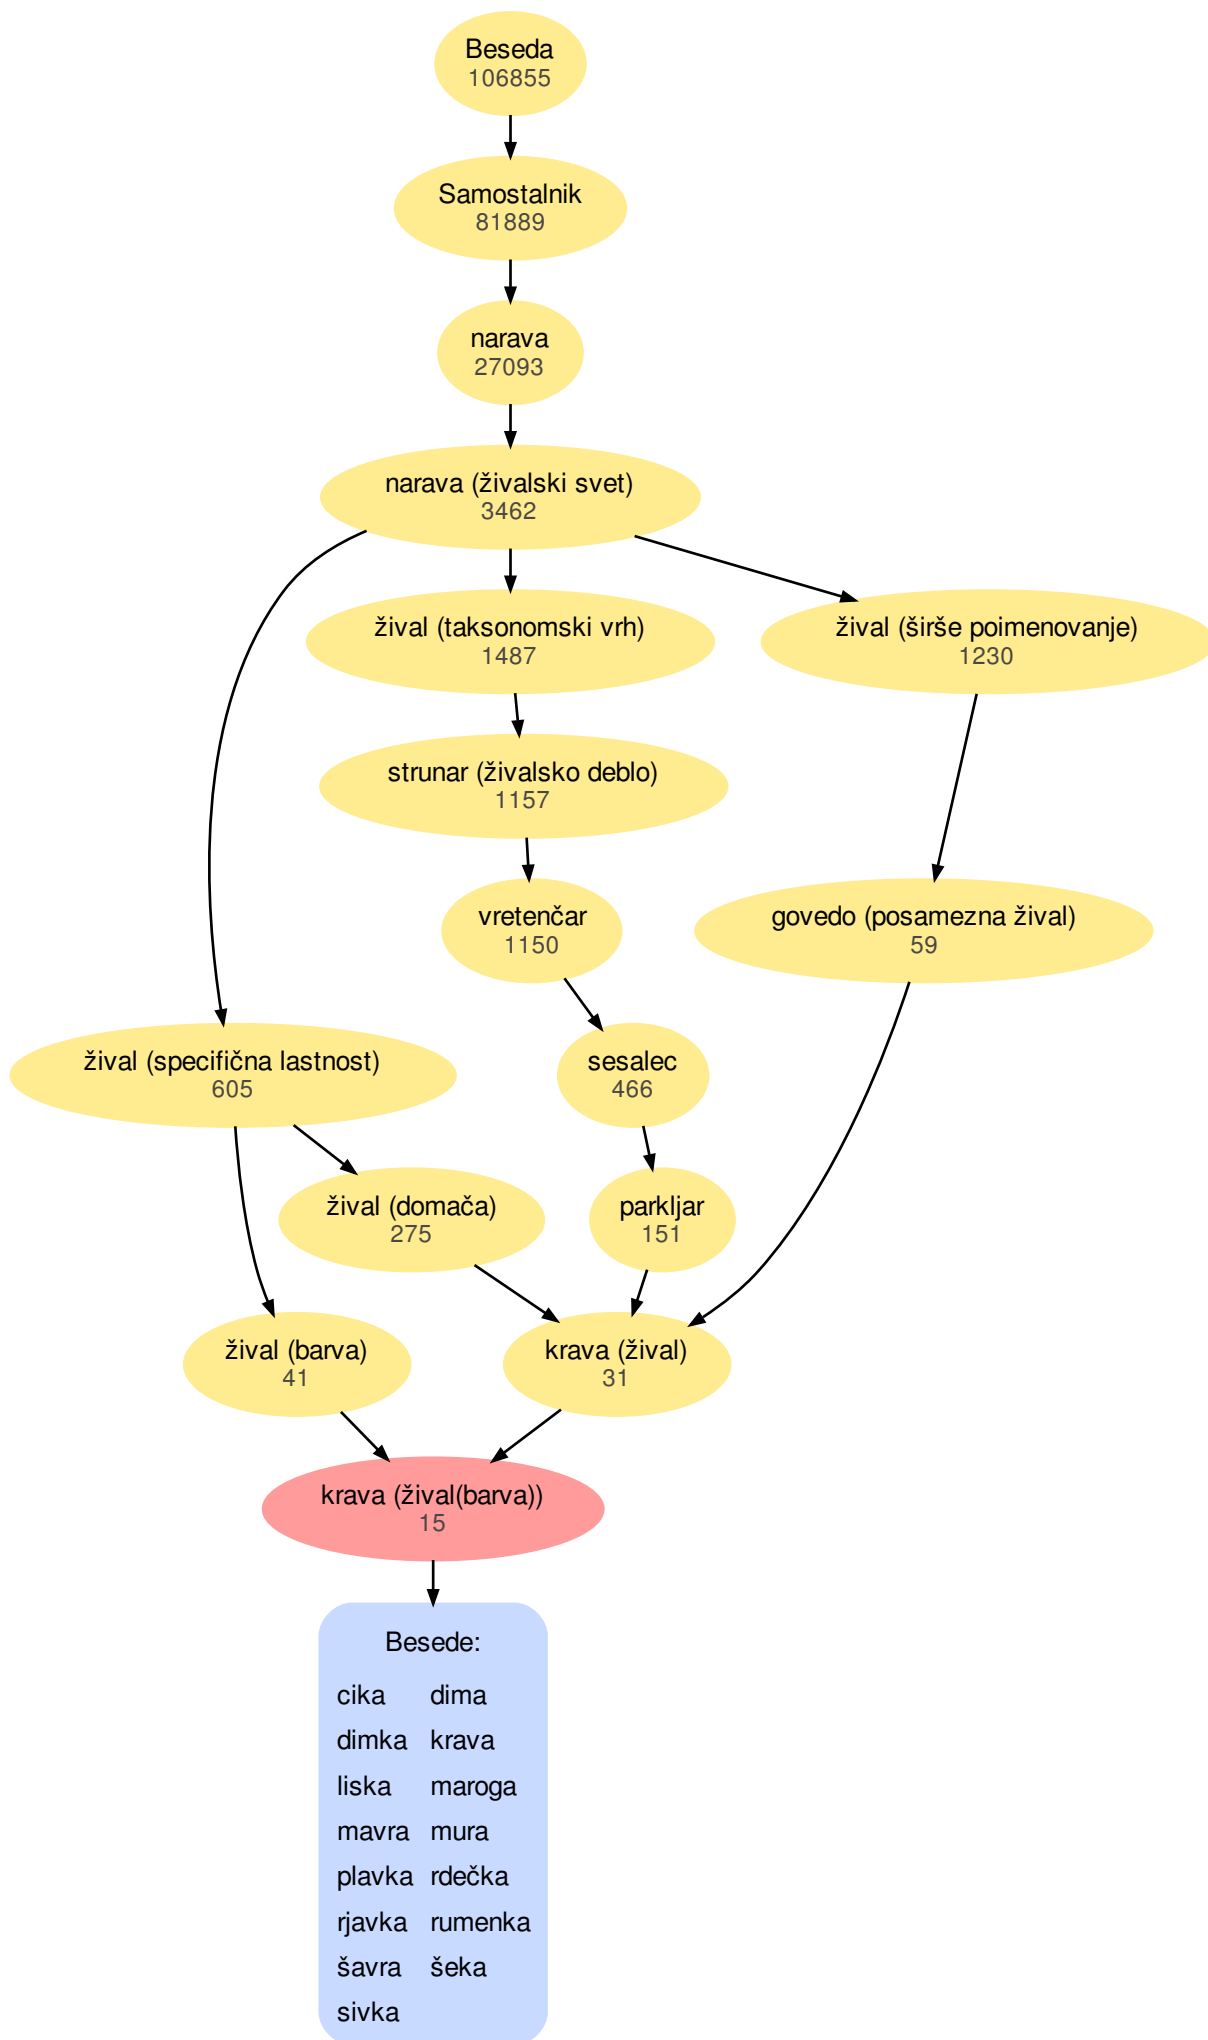 Beseda
106855
Samostalnik
81889
narava
27093
narava (živalski svet)
3462
žival (taksonomski vrh)
1487
žival (širše poimenovanje)
1230
strunar (živalsko deblo)
1157
vretenčar
1150
govedo (posamezna žival)
59
žival (specifična lastnost)
605
sesalec
466
žival (domača)
275
parkljar
151
žival (barva)
41
krava (žival)
31
krava (žival(barva))
15
Besede:
cika dima
dimka krava
liska maroga
mavra mura
plavka rdečka
rjavka rumenka
šavra šeka
sivka